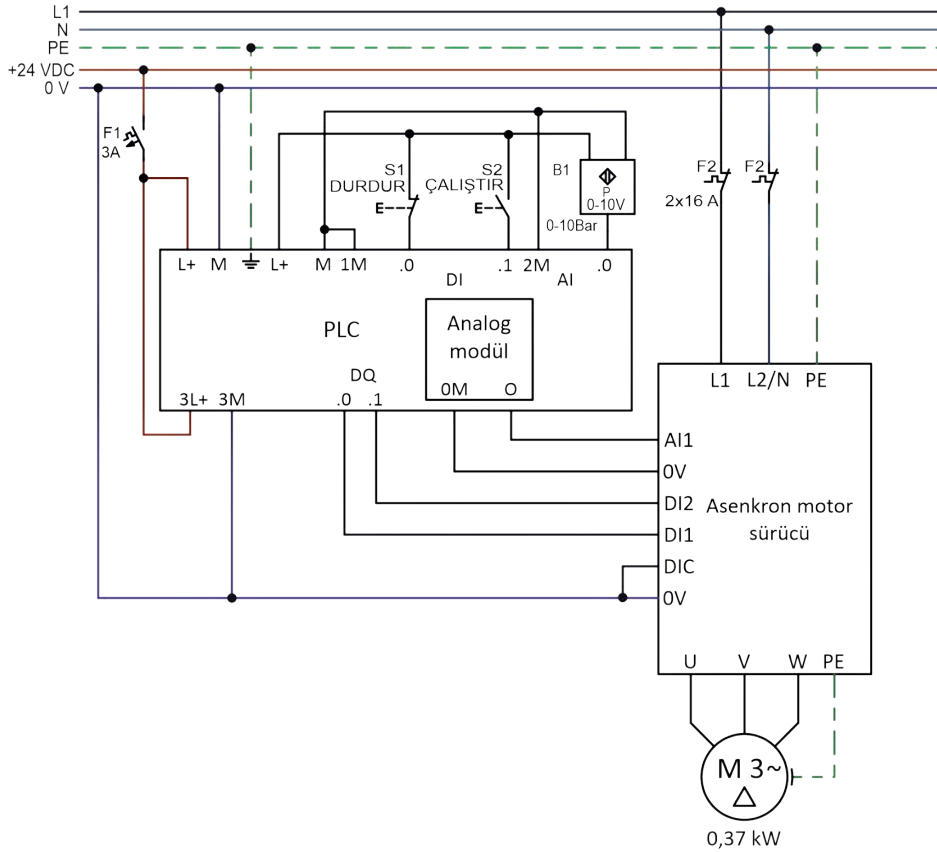 L1
N
PE
+24 VDC
0 V
F1
3A
S1
DURDUR
S2
ÇALIŞTIR
B1
P
0-10V
0-10Bar
F2
F2
2x16 A
L+ M L+ M 1M .0 .1 2M .0
DI AI
PLC
Analog
modül
0M O
DQ
3L+ 3M .0 .1
L1 L2/N PE
AI1
0V
DI2
DI1
DIC
0V
Asenkron motor
sürücü
U V W PE
M 3~
0,37 kW